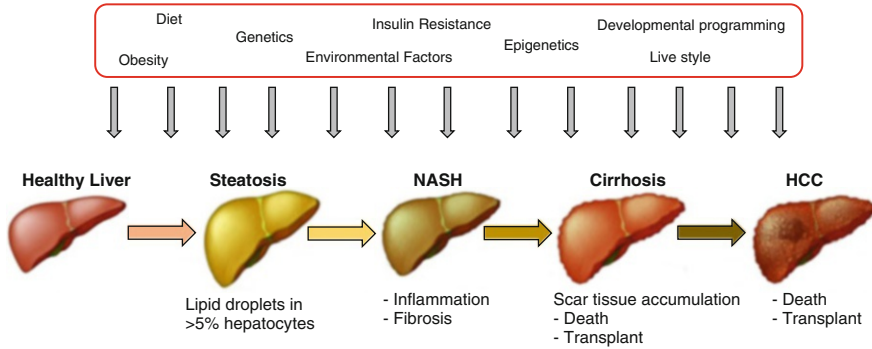 Diet
Genetics
Insulin Resistance
Developmental programming
Obesity
Environmental Factors
Epigenetics
Live style
Healthy Liver
Steatosis
NASH
Cirrhosis
HCC
Lipid droplets in
>5% hepatocytes
- Inflammation
- Fibrosis
Scar tissue accumulation
- Death
- Transplant
- Death
- Transplant